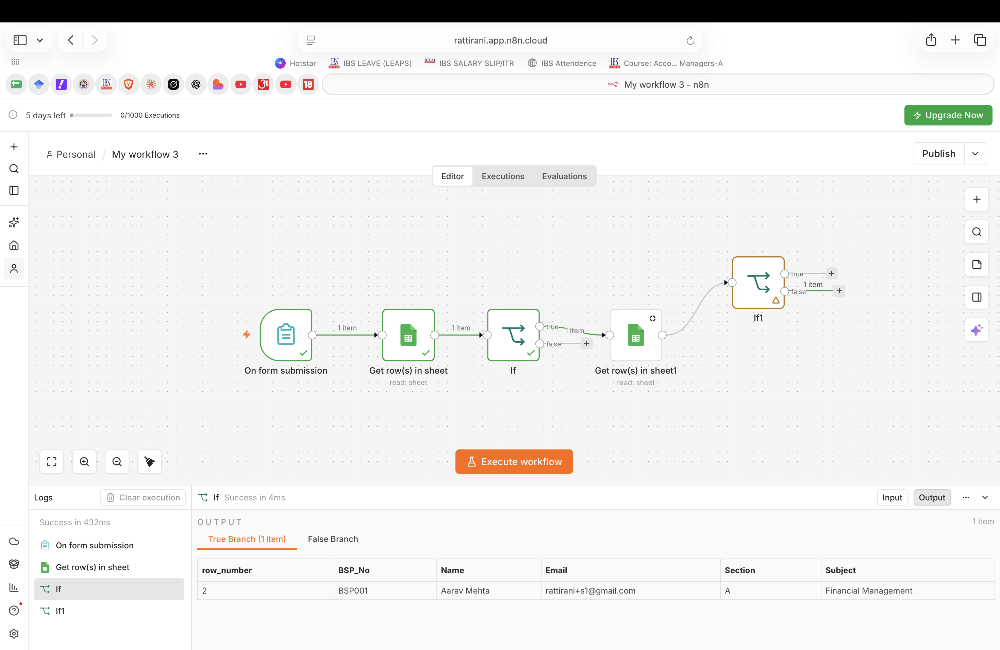 rattirani.app.n8n.cloud
Hotstar
IBS
IBS LEAVE (LEAPS)
ICFAI
IBS SALARY SLIP/ITR
IBS Attendence
IBS
Course: Acco... Managers-A
IBS
अा
18
My workflow 3 - n8n
5 days left
0/1000 Executions
Upgrade Now
Personal / My workflow 3
Publish
Editor
Executions
Evaluations
true
1 item
false
If1
1 item
1 item
true
1 item
false
On form submission
Get row(s) in sheet
read: sheet
If
Get row(s) in sheet1
read: sheet
Execute workflow
Logs
Clear execution
If Success in 4ms
Input
Output
Success in 432ms
OUTPUT
1 item
On form submission
True Branch (1 item)
False Branch
Get row(s) in sheet
row_number BSP_No Name Email Section Subject
If
2 BSP001 Aarav Mehta rattirani+s1@gmail.com A Financial Management
If1